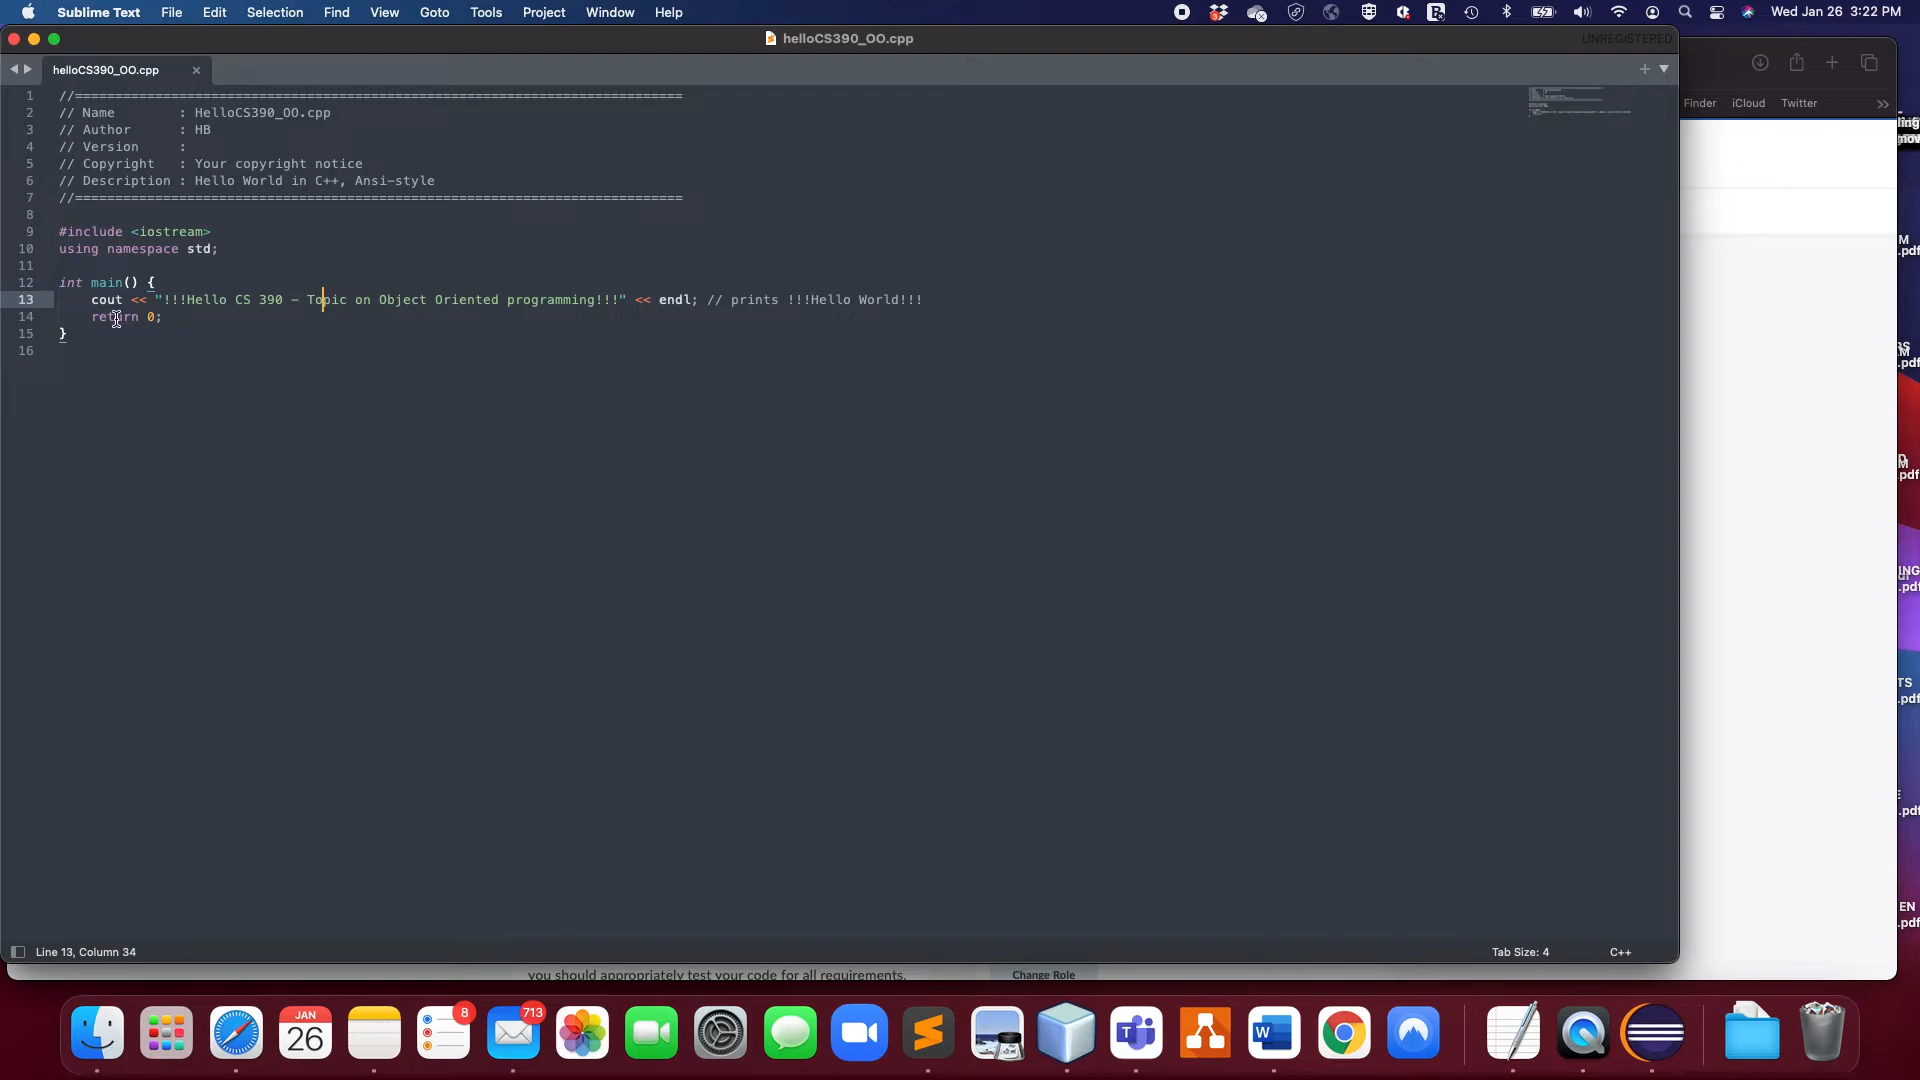 Sublime Text File Edit Selection Find View Goto Tools Project Window Help Wed Jan 26 3:22 PM
helloCS390_OO.cpp UNREGISTERED
helloCS390_OO.cpp
Finder iCloud Twitter
1 //============================================================================
2 // Name : HelloCS390_OO.cpp
3 // Author : HB
4 // Version :
5 // Copyright : Your copyright notice
6 // Description : Hello World in C++, Ansi-style
7 //============================================================================
8
9 #include <iostream>
10 using namespace std;
11
12 int main() {
13 cout << "!!!Hello CS 390 - Topic on Object Oriented programming!!!" << endl; // prints !!!Hello World!!!
14 return 0;
15 }
16
Line 13, Column 34 Tab Size: 4 C++
you should appropriately test your code for all requirements. Change Role
JAN
26
8
713